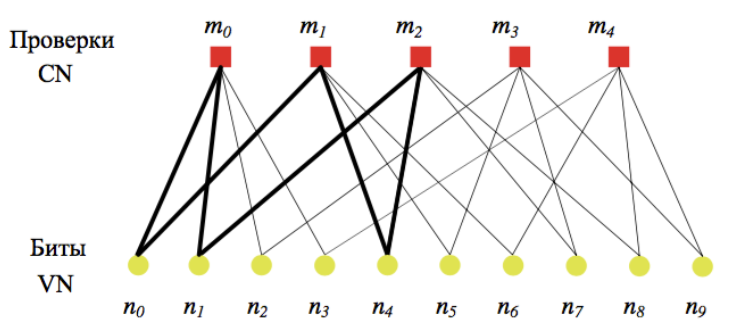 m0 m1 m2 m3 m4
Проверки
CN
Биты
VN
n0 n1 n2 n3 n4 n5 n6 n7 n8 n9